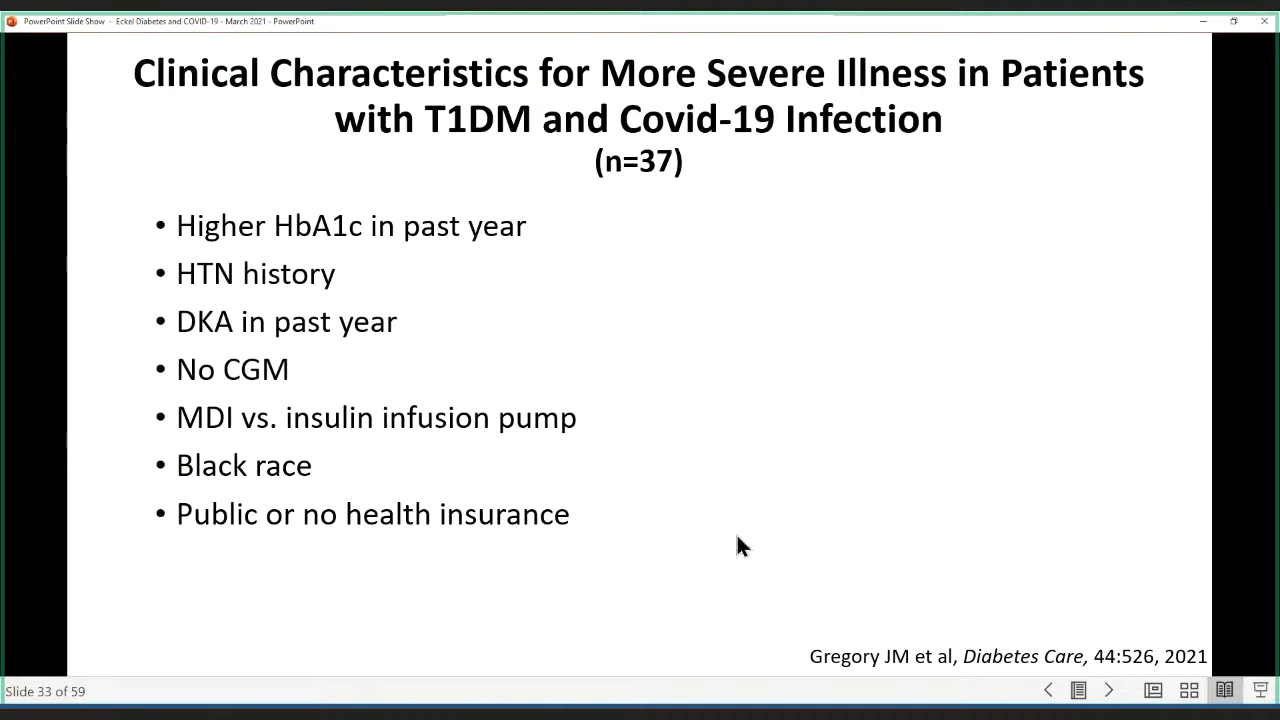 PowerPoint Slide Show - Eckel Diabetes and COVID-19 - March 2021 - PowerPoint
Clinical Characteristics for More Severe Illness in Patients
with T1DM and Covid-19 Infection
(n=37)
• Higher HbA1c in past year
• HTN history
• DKA in past year
• No CGM
• MDI vs. insulin infusion pump
• Black race
• Public or no health insurance
Gregory JM et al, Diabetes Care, 44:526, 2021
Slide 33 of 59